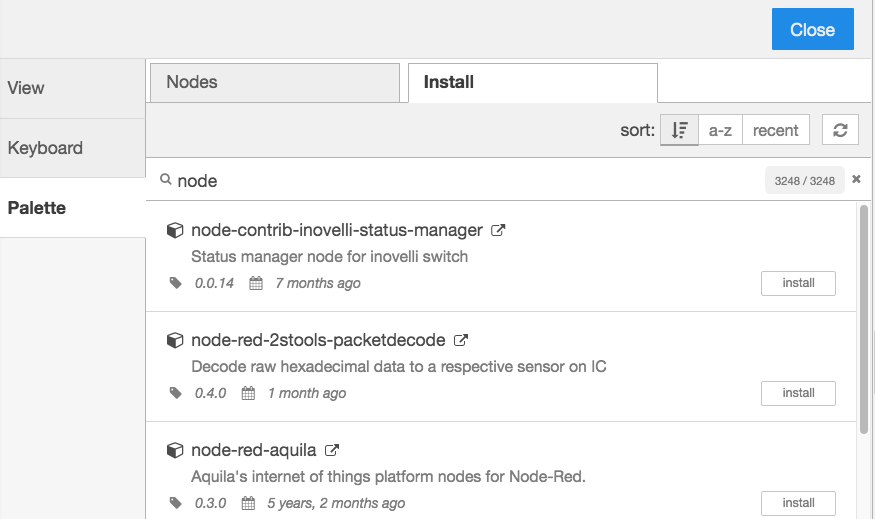 Close
View
Keyboard
Palette
Nodes
Install
sort: a-z recent
node 3248 / 3248
node-contrib-inovelli-status-manager
Status manager node for inovelli switch
0.0.14 7 months ago install
node-red-2stools-packetdecode
Decode raw hexadecimal data to a respective sensor on IC
0.4.0 1 month ago install
node-red-aquila
Aquila's internet of things platform nodes for Node-Red.
0.3.0 5 years, 2 months ago install